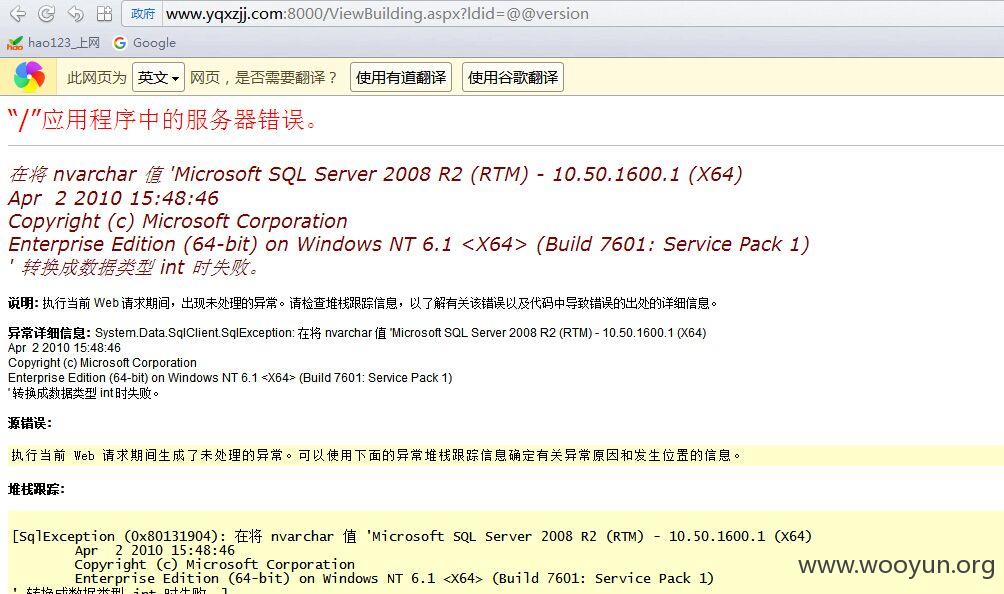 政府 www.yqxzjj.com:8000/ViewBuilding.aspx?ldid=@@version
hao123_上网 Google
此网页为 英文 网页，是否需要翻译？ 使用有道翻译 使用谷歌翻译
“/”应用程序中的服务器错误。
在将 nvarchar 值 'Microsoft SQL Server 2008 R2 (RTM) - 10.50.1600.1 (X64)
Apr 2 2010 15:48:46
Copyright (c) Microsoft Corporation
Enterprise Edition (64-bit) on Windows NT 6.1 <X64> (Build 7601: Service Pack 1)
' 转换成数据类型 int 时失败。
说明: 执行当前 Web 请求期间，出现未处理的异常。请检查堆栈跟踪信息，以了解有关该错误以及代码中导致错误的出处的详细信息。
异常详细信息: System.Data.SqlClient.SqlException: 在将 nvarchar 值 'Microsoft SQL Server 2008 R2 (RTM) - 10.50.1600.1 (X64)
Apr 2 2010 15:48:46
Copyright (c) Microsoft Corporation
Enterprise Edition (64-bit) on Windows NT 6.1 <X64> (Build 7601: Service Pack 1)
' 转换成数据类型 int 时失败。
源错误:
执行当前 Web 请求期间生成了未处理的异常。可以使用下面的异常堆栈跟踪信息确定有关异常原因和发生位置的信息。
堆栈跟踪:
[SqlException (0x80131904): 在将 nvarchar 值 'Microsoft SQL Server 2008 R2 (RTM) - 10.50.1600.1 (X64)
Apr 2 2010 15:48:46
Copyright (c) Microsoft Corporation
Enterprise Edition (64-bit) on Windows NT 6.1 <X64> (Build 7601: Service Pack 1)
' 转换成数据类型 int 时失败。]
www.wooyun.org